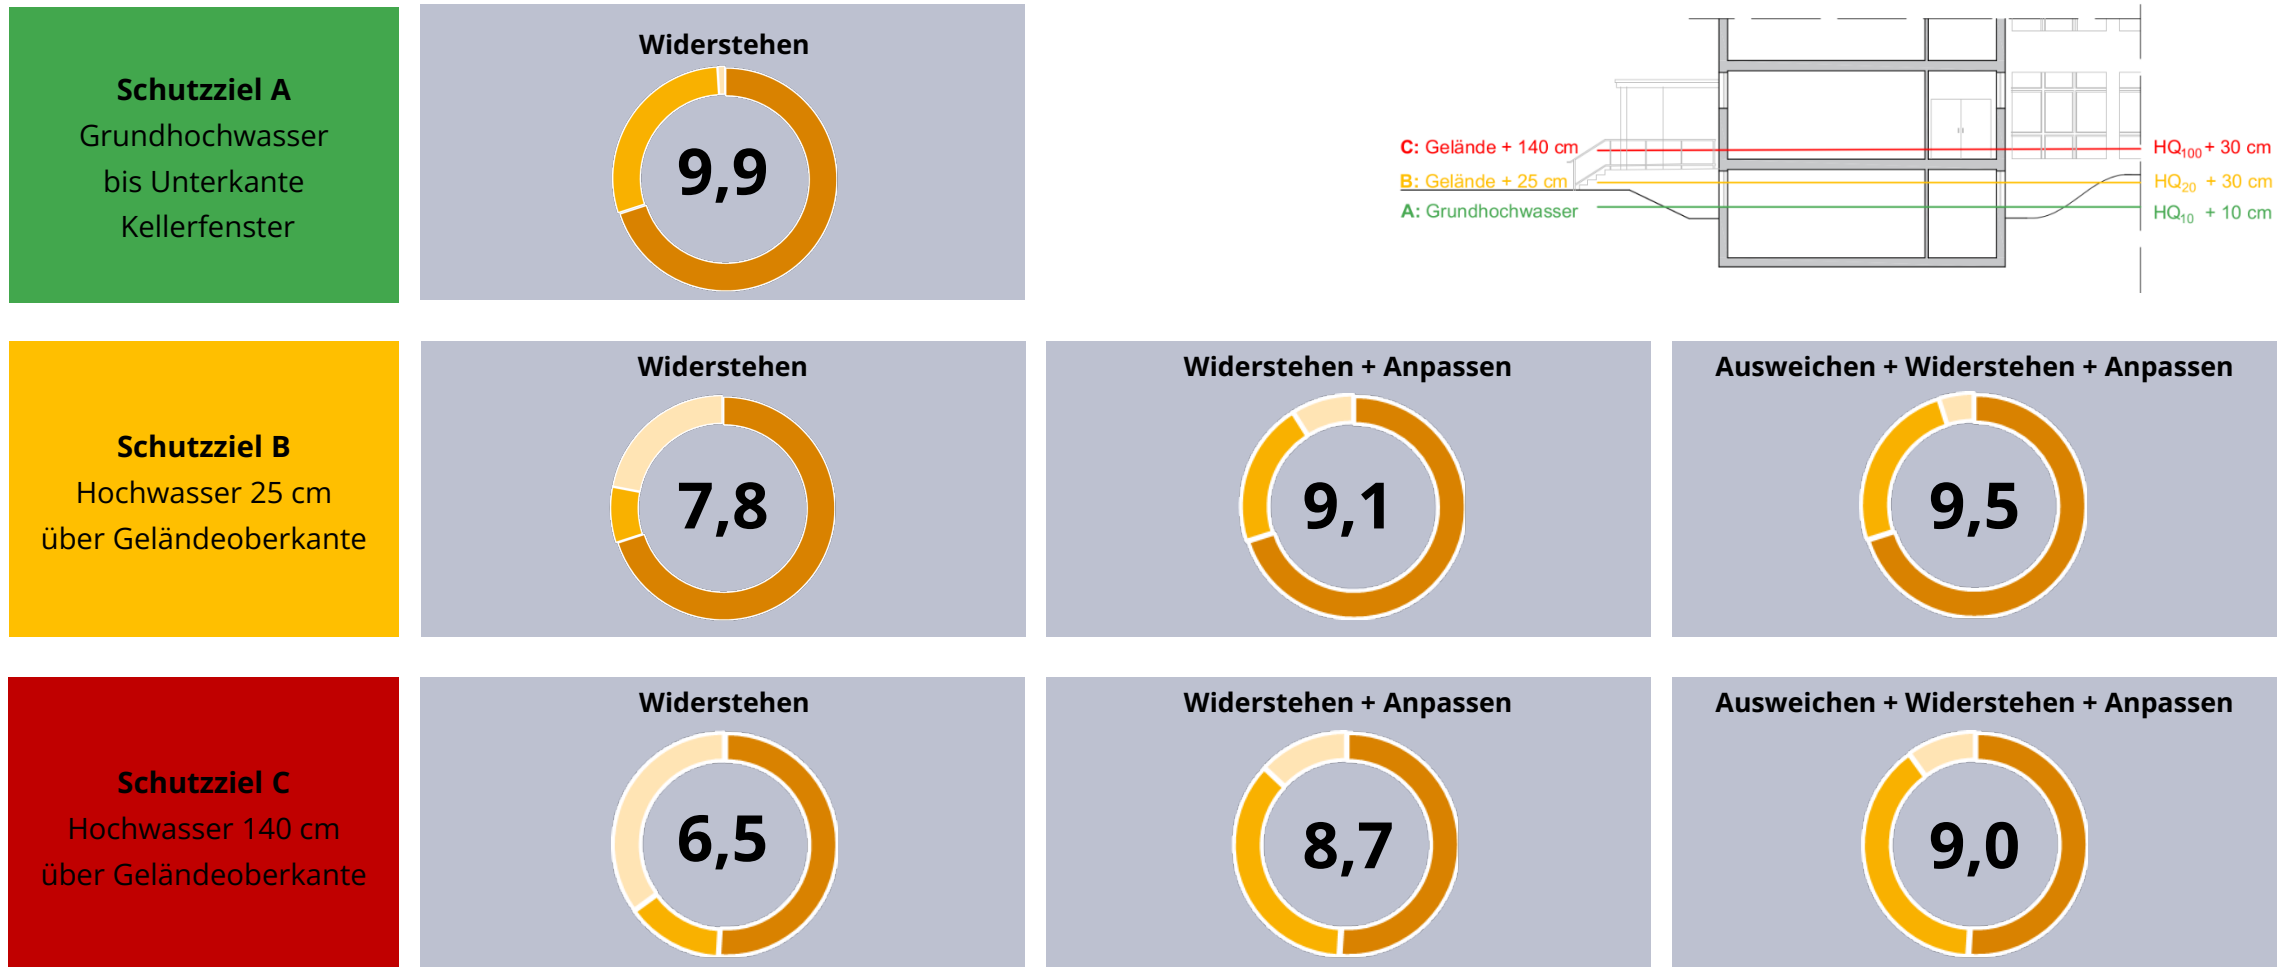 Schutzziel A
Grundhochwasser
bis Unterkante
Kellerfenster
Widerstehen
9,9
C: Gelände + 140 cm
HQ100 + 30 cm
B: Gelände + 25 cm
HQ20 + 30 cm
A: Grundhochwasser
HQ10 + 10 cm
Schutzziel B
Hochwasser 25 cm
über Geländeoberkante
Widerstehen
7,8
Widerstehen + Anpassen
9,1
Ausweichen + Widerstehen + Anpassen
9,5
Schutzziel C
Hochwasser 140 cm
über Geländeoberkante
Widerstehen
6,5
Widerstehen + Anpassen
8,7
Ausweichen + Widerstehen + Anpassen
9,0